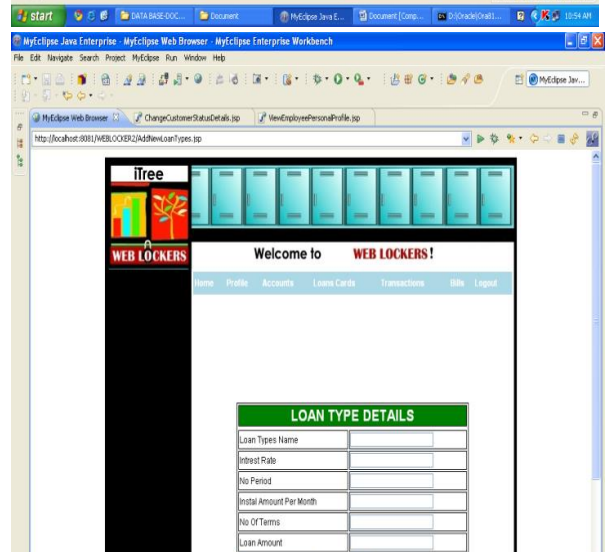 start DATA BASE-DOC... Document MyEclipse Java E... Document [Comp... D:\Oracle\Ora81... 10:54 AM
MyEclipse Java Enterprise - MyEclipse Web Browser - MyEclipse Enterprise Workbench
File Edit Navigate Search Project MyEclipse Run Window Help
MyEclipse Jav...
MyEclipse Web Browser ChangeCustomerStatusDetails.jsp ViewEmployeePersonalProfile.jsp
http://localhost:8081/WEBLOCKER2/AddNewLoanTypes.jsp
iTree
WEB LOCKERS
Welcome to WEB LOCKERS!
Home Profile Accounts Loans Cards Transactions Bills Logout
LOAN TYPE DETAILS
Loan Types Name
Intrest Rate
No Period
Instal Amount Per Month
No Of Terms
Loan Amount